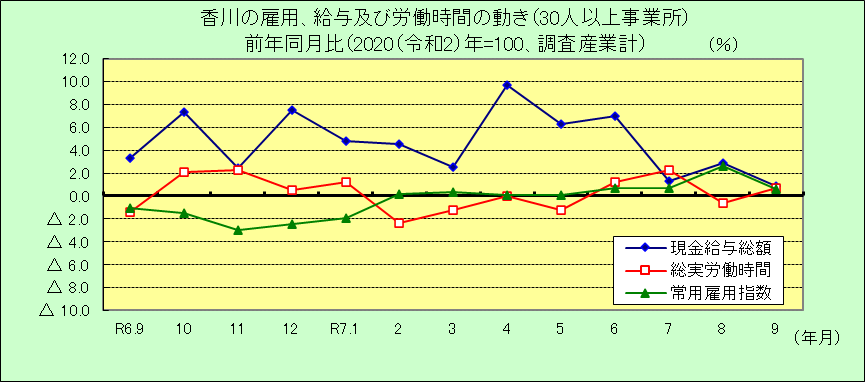 香川の雇用、給与及び労働時間の動き(30人以上事業所)
前年同月比(2020(令和2)年=100、調査産業計)　(%)
12.0
10.0
8.0
6.0
4.0
2.0
0.0
△ 2.0
△ 4.0
△ 6.0
△ 8.0
△ 10.0
現金給与総額
総実労働時間
常用雇用指数
R6.9 10 11 12 R7.1 2 3 4 5 6 7 8 9
(年月)